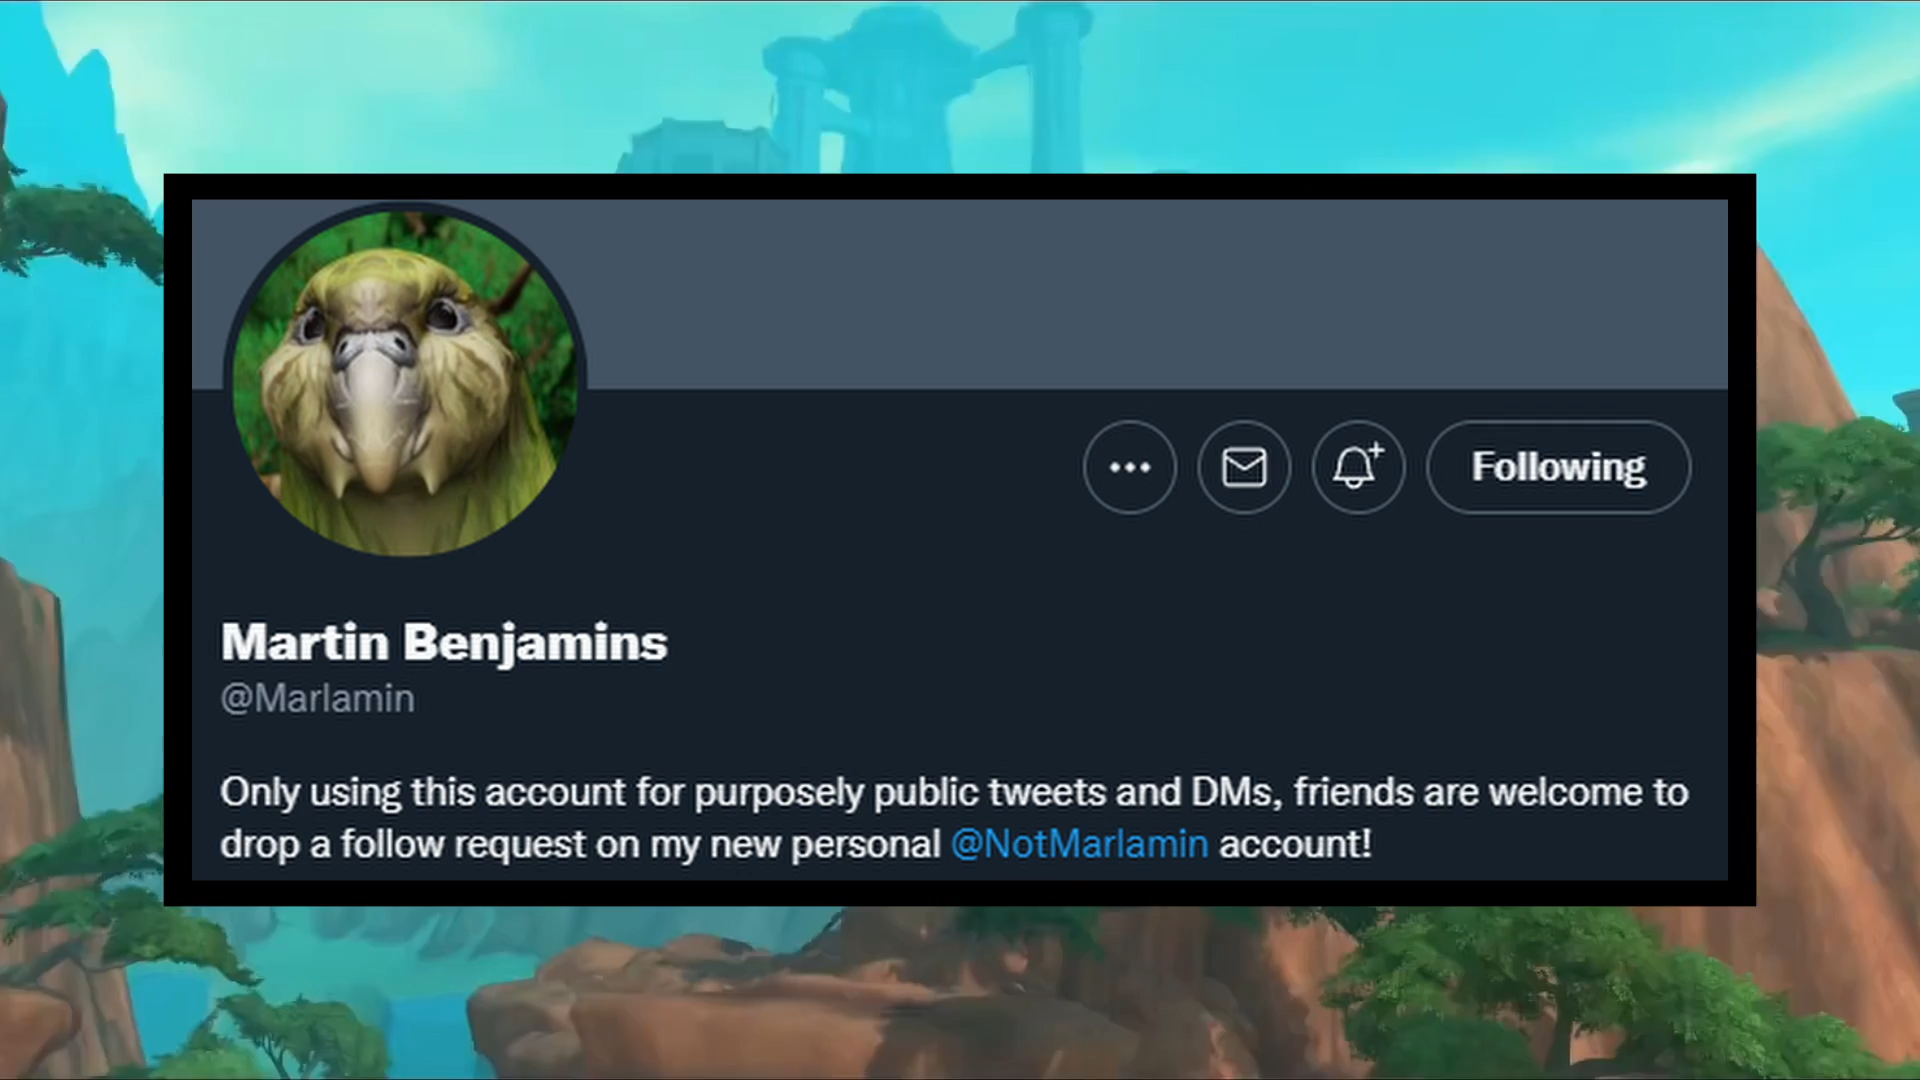 Following
Martin Benjamins
@Marlamin
Only using this account for purposely public tweets and DMs, friends are welcome to
drop a follow request on my new personal @NotMarlamin account!